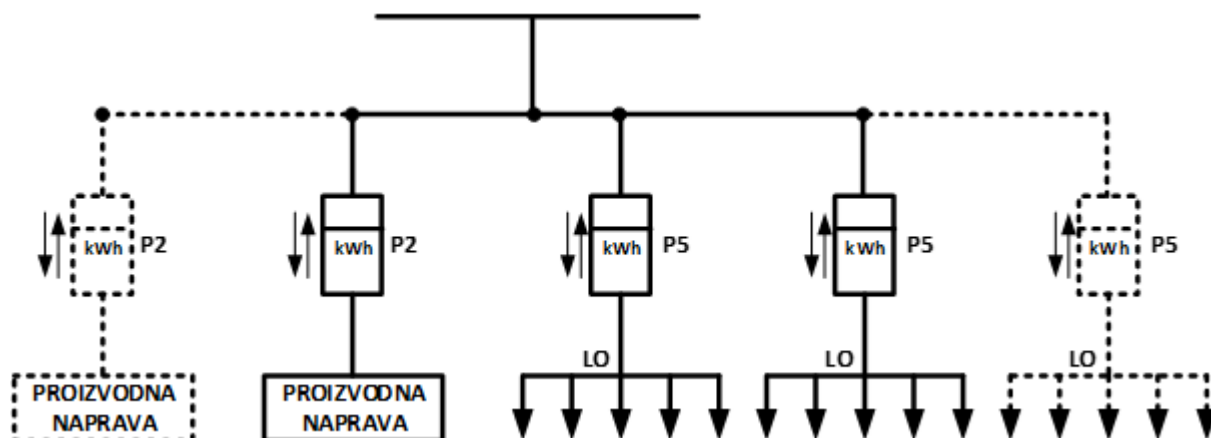 kWh P2 kWh P2 kWh P5 kWh P5 kWh P5
LO LO LO
PROIZVODNA PROIZVODNA
NAPRAVA NAPRAVA